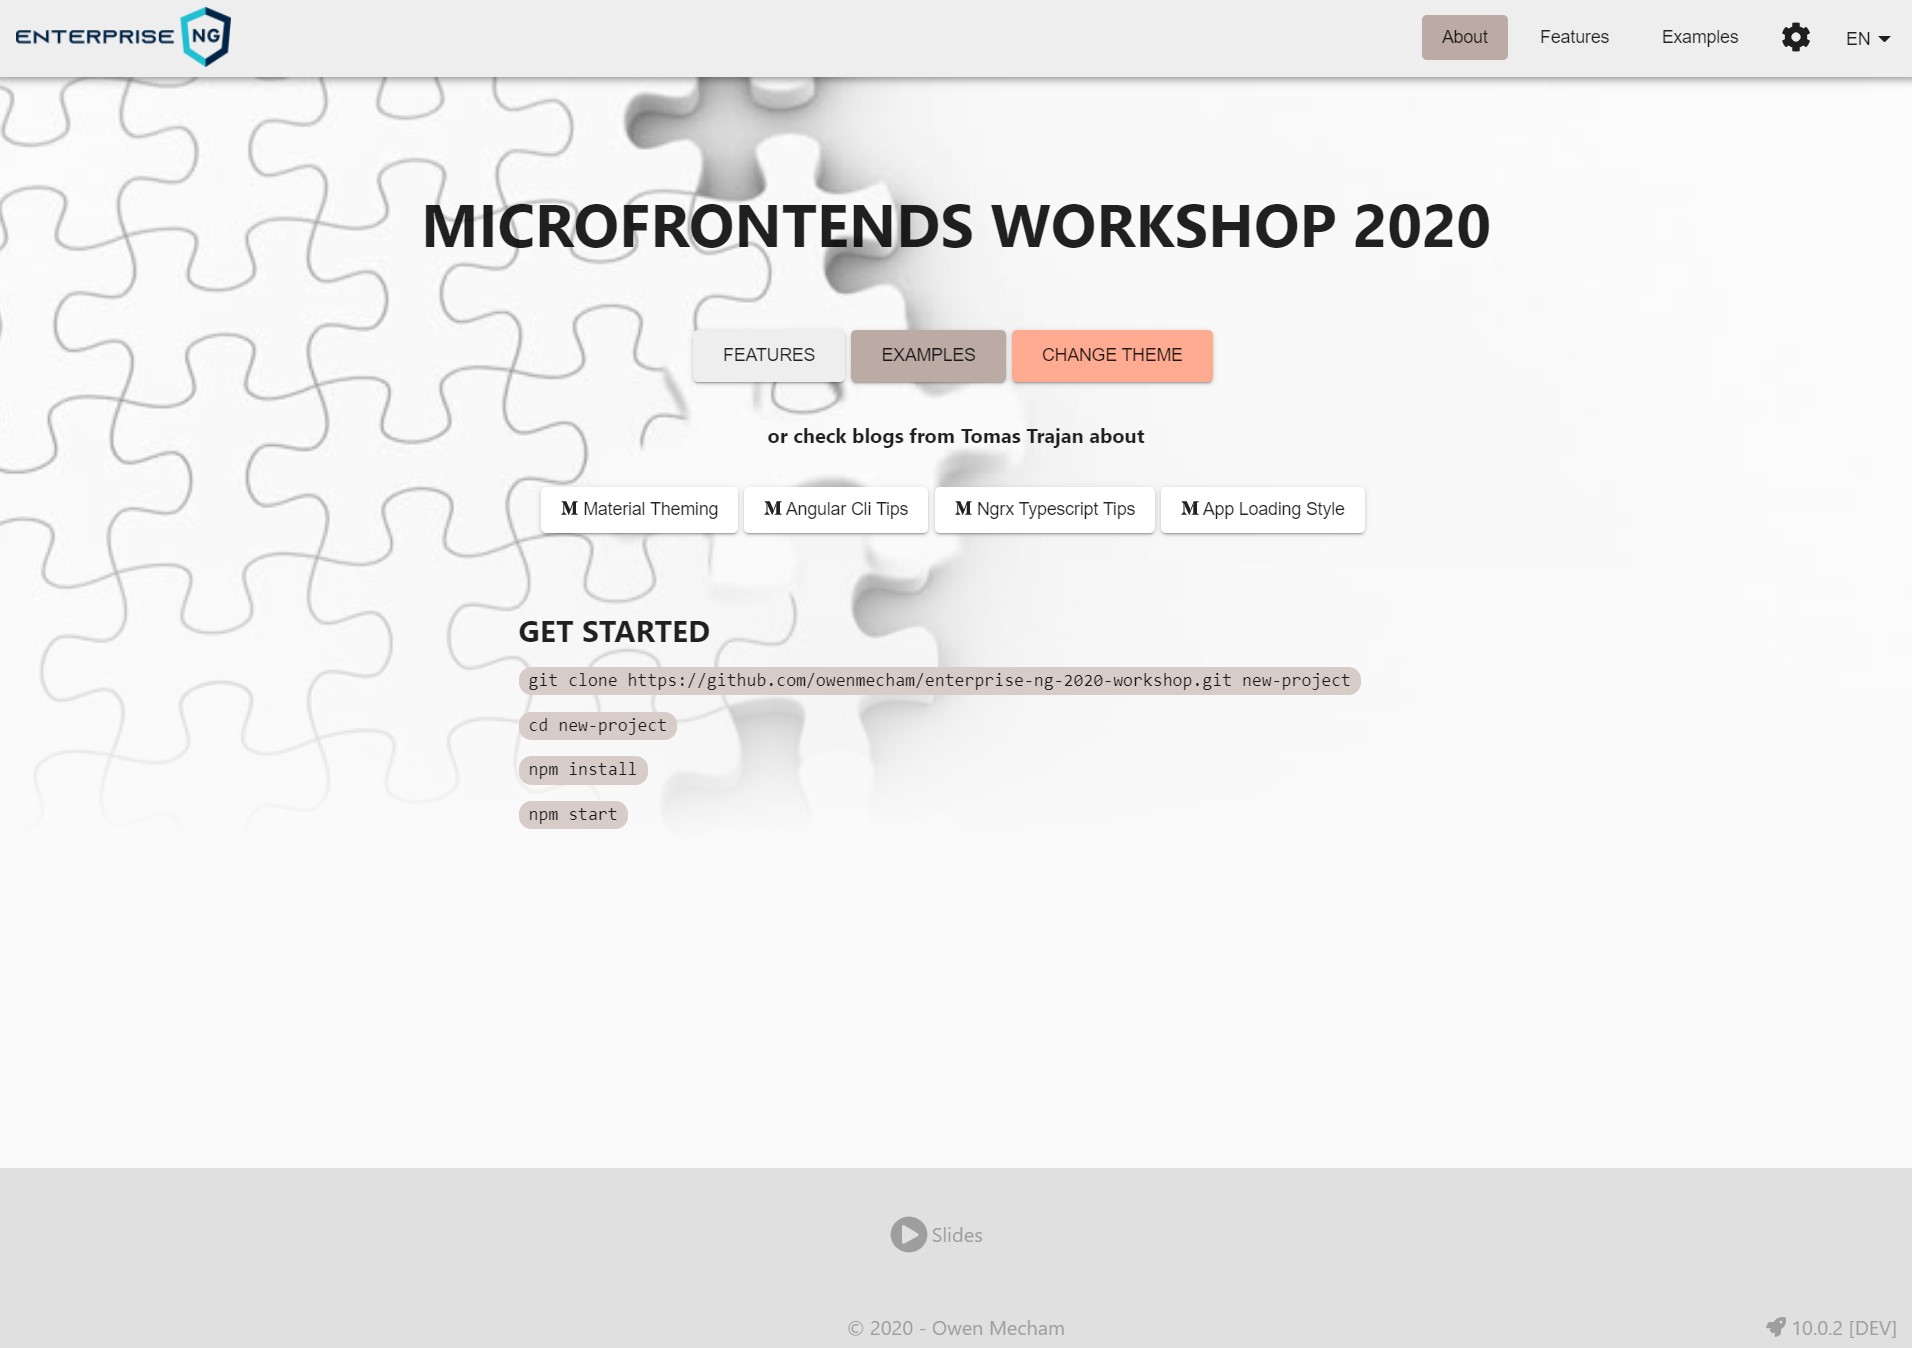 ENTERPRISE NG
About Features Examples EN
MICROFRONTENDS WORKSHOP 2020
FEATURES EXAMPLES CHANGE THEME
or check blogs from Tomas Trajan about
M Material Theming M Angular Cli Tips M Ngrx Typescript Tips M App Loading Style
GET STARTED
git clone https://github.com/owenmecham/enterprise-ng-2020-workshop.git new-project
cd new-project
npm install
npm start
Slides
© 2020 - Owen Mecham
10.0.2 [DEV]